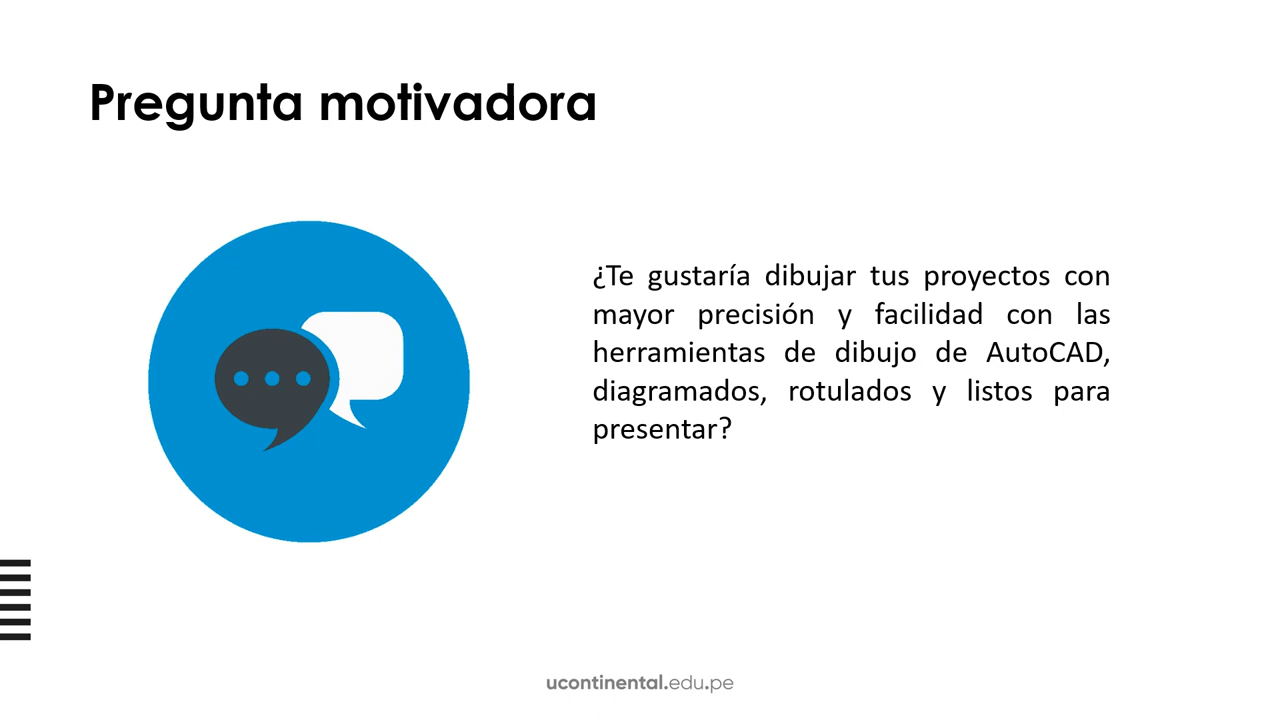 Pregunta motivadora
¿Te gustaría dibujar tus proyectos con
mayor precisión y facilidad con las
herramientas de dibujo de AutoCAD,
diagramados, rotulados y listos para
presentar?
ucontinental.edu.pe